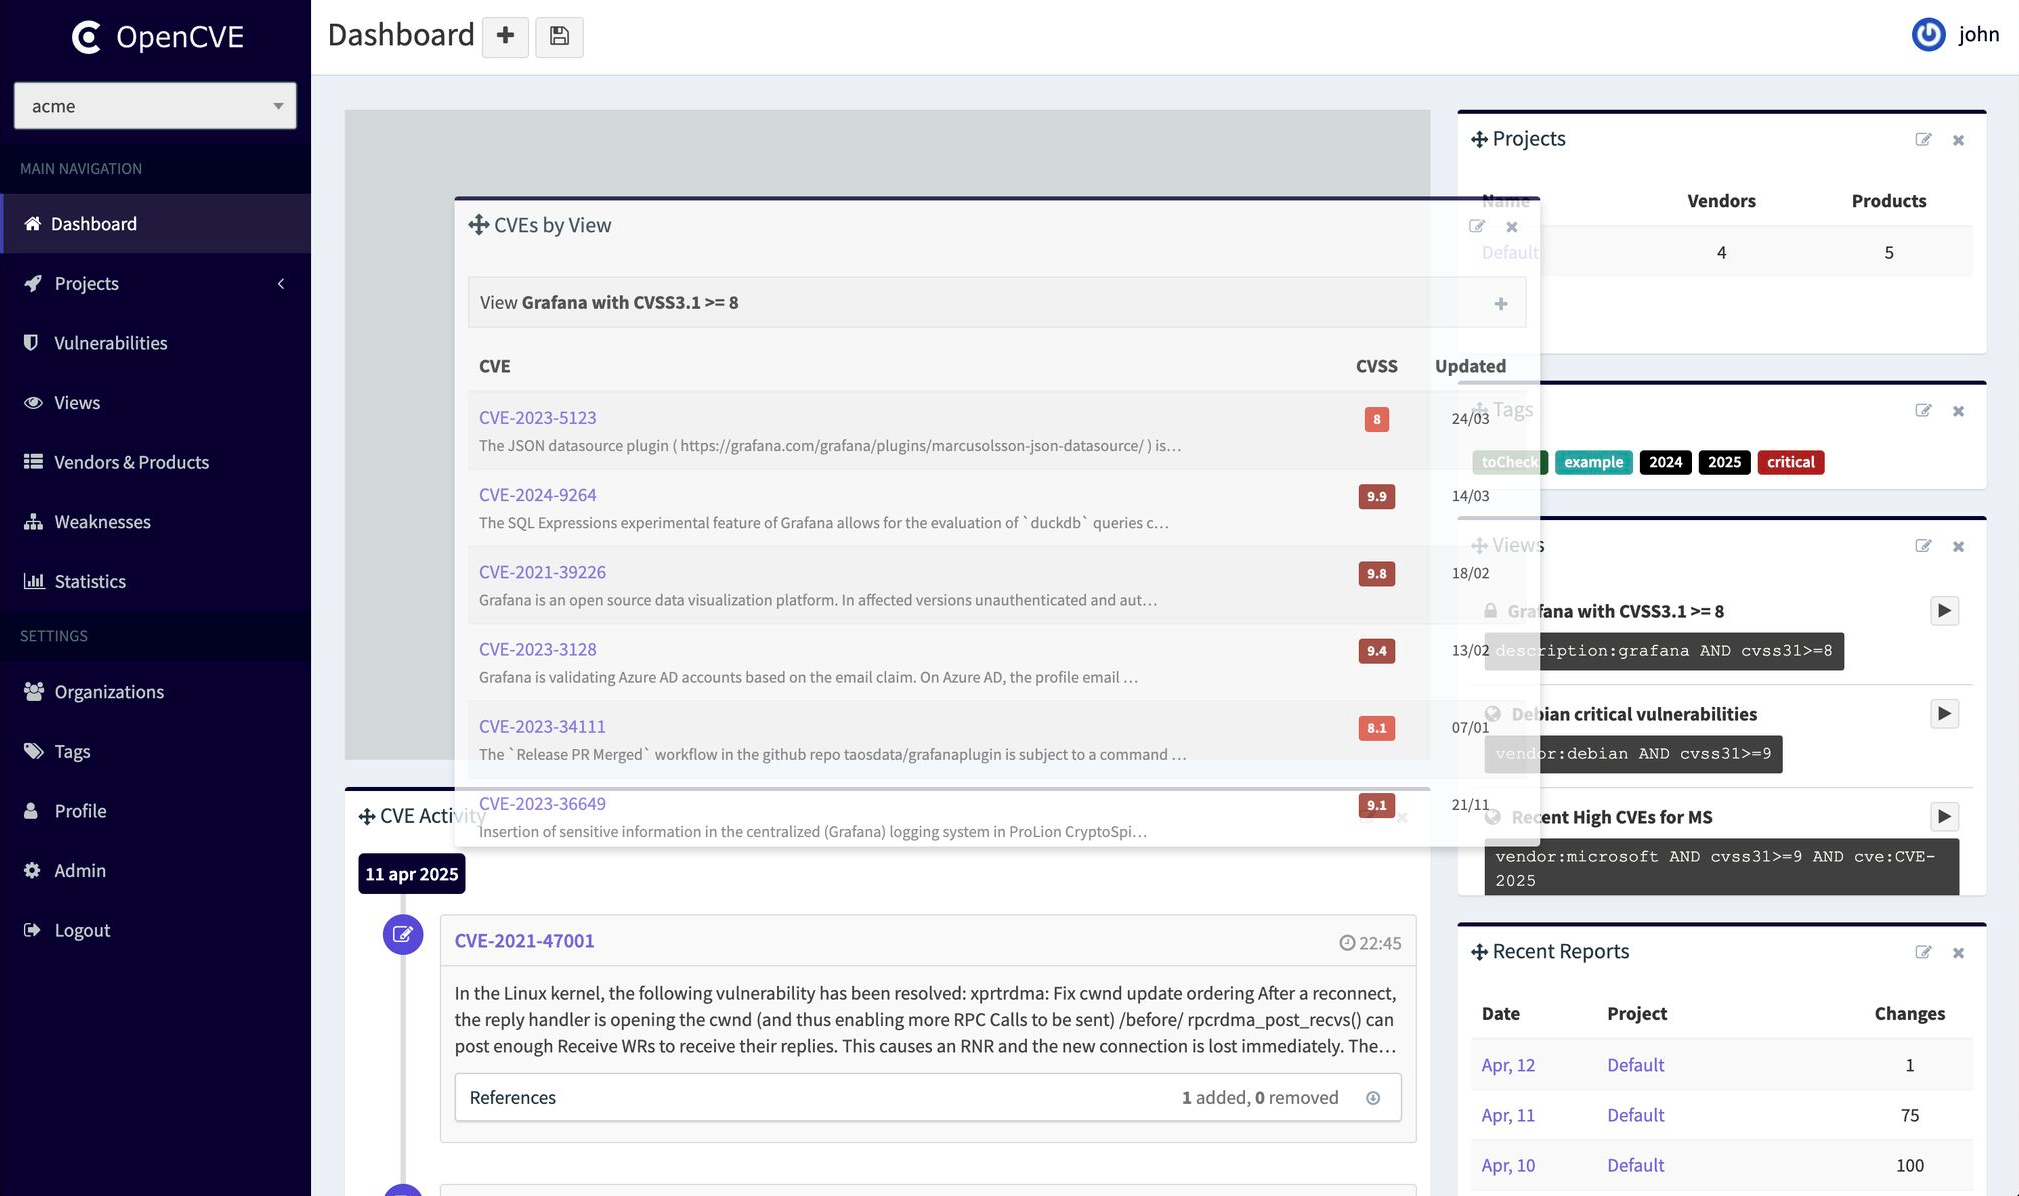 OpenCVE
acme
MAIN NAVIGATION
Dashboard
Projects
Vulnerabilities
Views
Vendors & Products
Weaknesses
Statistics
SETTINGS
Organizations
Tags
Profile
Admin
Logout
Dashboard
john
CVEs by View
View Grafana with CVSS3.1 >= 8
CVE CVSS Updated
CVE-2023-5123 8 24/03
The JSON datasource plugin ( https://grafana.com/grafana/plugins/marcusolsson-json-datasource/ ) is…
CVE-2024-9264 9.9 14/03
The SQL Expressions experimental feature of Grafana allows for the evaluation of `duckdb` queries c…
CVE-2021-39226 9.8 18/02
Grafana is an open source data visualization platform. In affected versions unauthenticated and aut…
CVE-2023-3128 9.4 13/02
Grafana is validating Azure AD accounts based on the email claim. On Azure AD, the profile email …
CVE-2023-34111 8.1 07/01
The `Release PR Merged` workflow in the github repo taosdata/grafanaplugin is subject to a command …
CVE-2023-36649 9.1 21/11
Insertion of sensitive information in the centralized (Grafana) logging system in ProLion CryptoSpi…
CVE Activity
11 apr 2025
CVE-2021-47001 22:45
In the Linux kernel, the following vulnerability has been resolved: xprtrdma: Fix cwnd update ordering After a reconnect,
the reply handler is opening the cwnd (and thus enabling more RPC Calls to be sent) /before/ rpcrdma_post_recvs() can
post enough Receive WRs to receive their replies. This causes an RNR and the new connection is lost immediately. The…
References 1 added, 0 removed
Projects
Name Vendors Products
Default 4 5
Tags
toCheck example 2024 2025 critical
Views
Grafana with CVSS3.1 >= 8
description:grafana AND cvss31>=8
Debian critical vulnerabilities
vendor:debian AND cvss31>=9
Recent High CVEs for MS
vendor:microsoft AND cvss31>=9 AND cve:CVE-
2025
Recent Reports
Date Project Changes
Apr, 12 Default 1
Apr, 11 Default 75
Apr, 10 Default 100